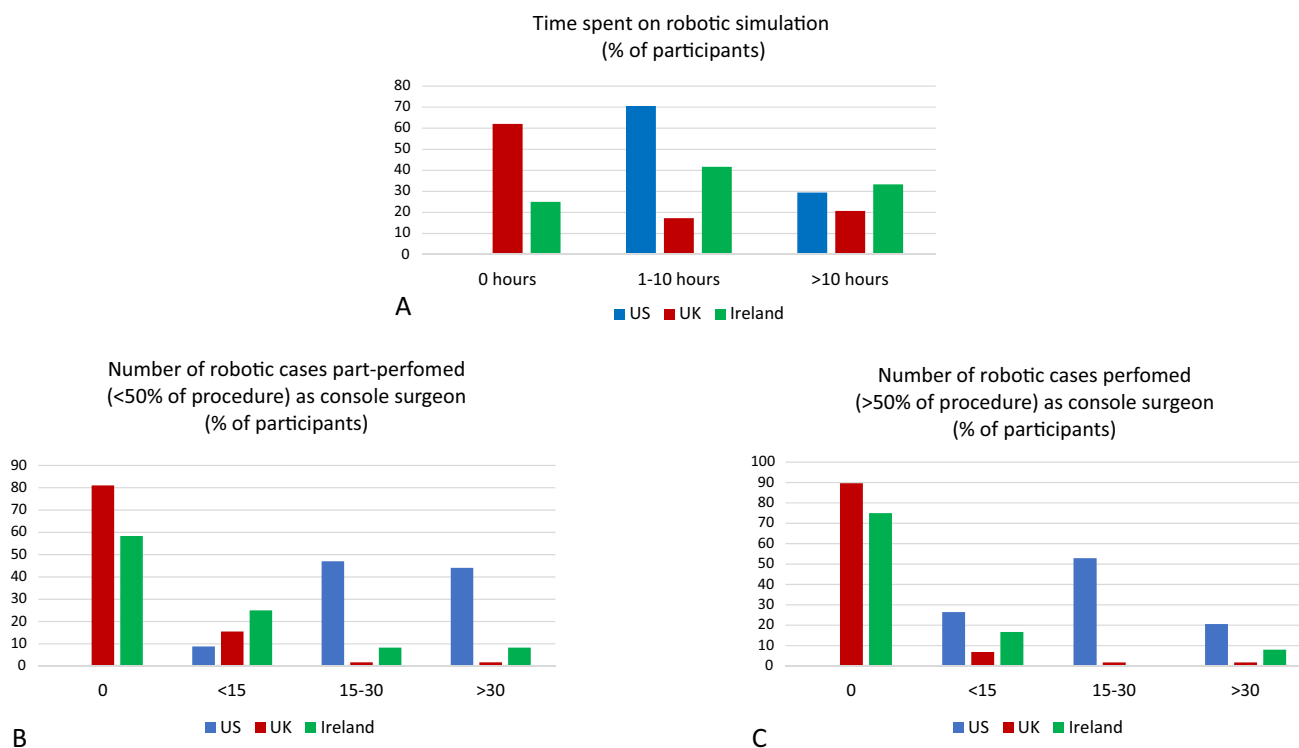 Time spent on robotic simulation
(% of participants)
80
70
60
50
40
30
20
10
0
0 hours 1-10 hours >10 hours
A
US UK Ireland
Number of robotic cases part-perfomed
(<50% of procedure) as console surgeon
(% of participants)
90
80
70
60
50
40
30
20
10
0
0 <15 15-30 >30
US UK Ireland
B
Number of robotic cases perfomed
(>50% of procedure) as console surgeon
(% of participants)
100
90
80
70
60
50
40
30
20
10
0
0 <15 15-30 >30
US UK Ireland
C